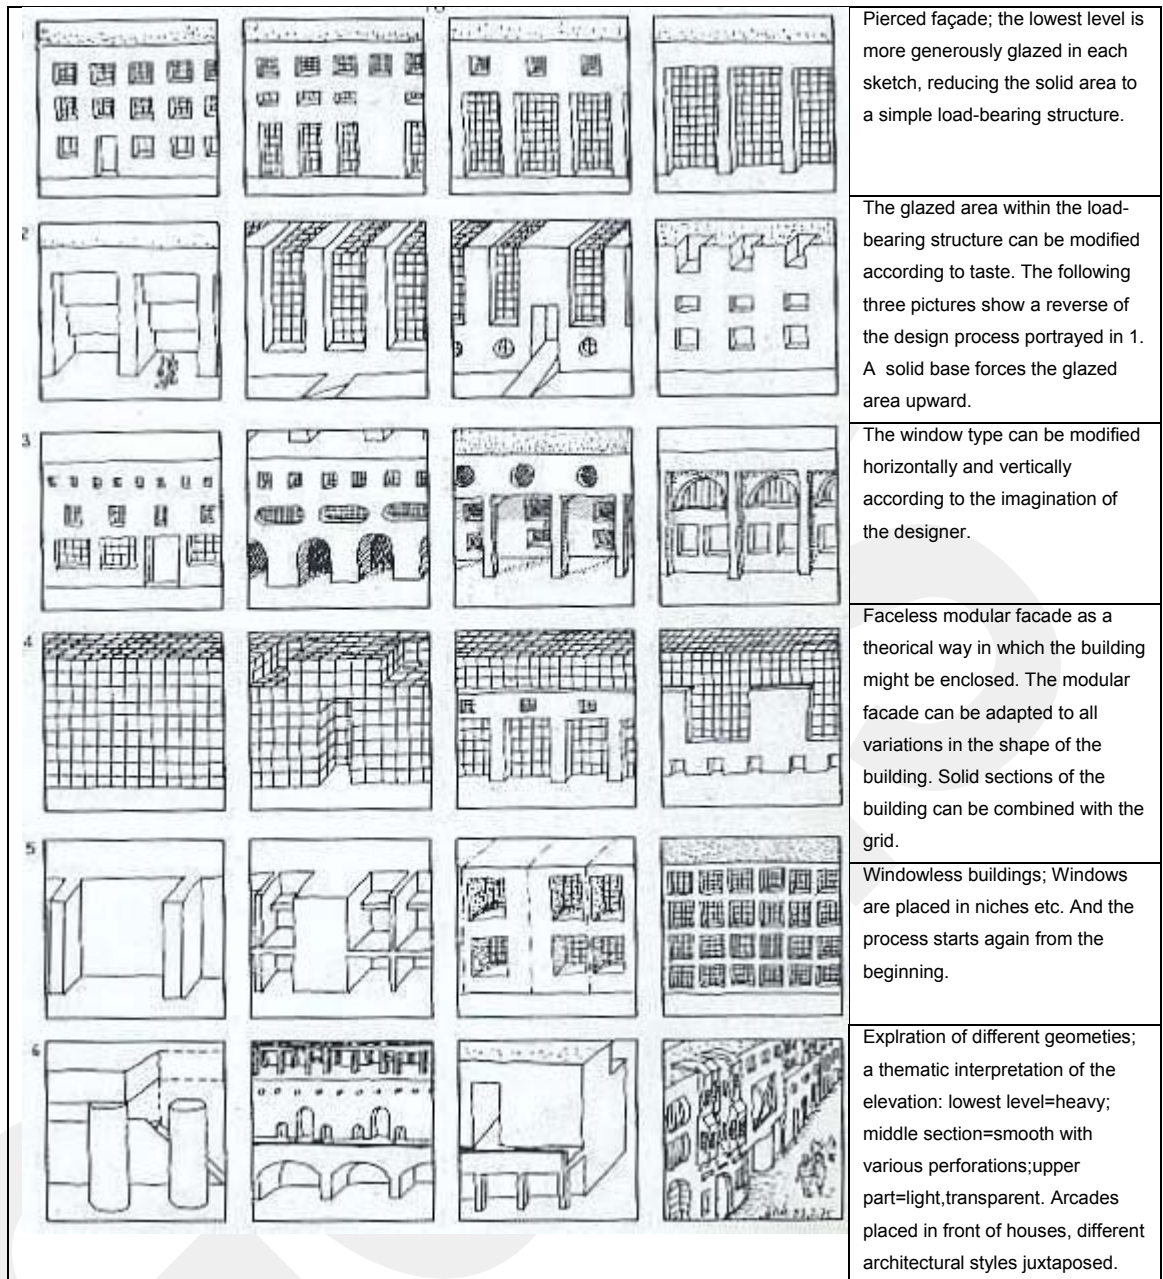 Pierced façade; the lowest level is
more generously glazed in each
sketch, reducing the solid area to
a simple load-bearing structure.
2
The glazed area within the load-
bearing structure can be modified
according to taste. The following
three pictures show a reverse of
the design process portrayed in 1.
A solid base forces the glazed
area upward.
3
The window type can be modified
horizontally and vertically
according to the imagination of
the designer.
4
Faceless modular facade as a
theorical way in which the building
might be enclosed. The modular
facade can be adapted to all
variations in the shape of the
building. Solid sections of the
building can be combined with the
grid.
5
Windowless buildings; Windows
are placed in niches etc. And the
process starts again from the
beginning.
6
Explration of different geometies;
a thematic interpretation of the
elevation: lowest level=heavy;
middle section=smooth with
various perforations;upper
part=light,transparent. Arcades
placed in front of houses, different
architectural styles juxtaposed.